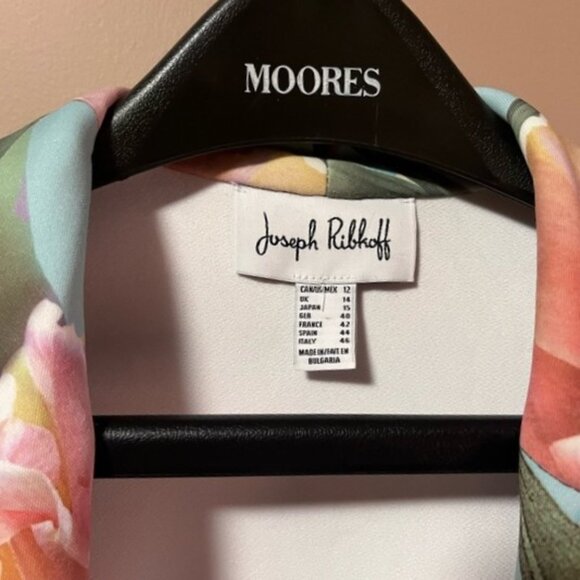 MOORES
Joseph Ribkoff
CAN/US/MEX 12
UK 14
JAPAN 15
GER 40
FRANCE 42
SPAIN 44
ITALY 46
MADE IN/FAIT EN
BULGARIA